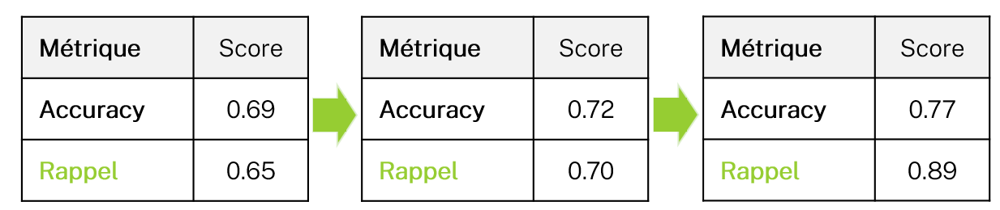 Métrique Score
Accuracy 0.69
Rappel 0.65
Métrique Score
Accuracy 0.72
Rappel 0.70
Métrique Score
Accuracy 0.77
Rappel 0.89